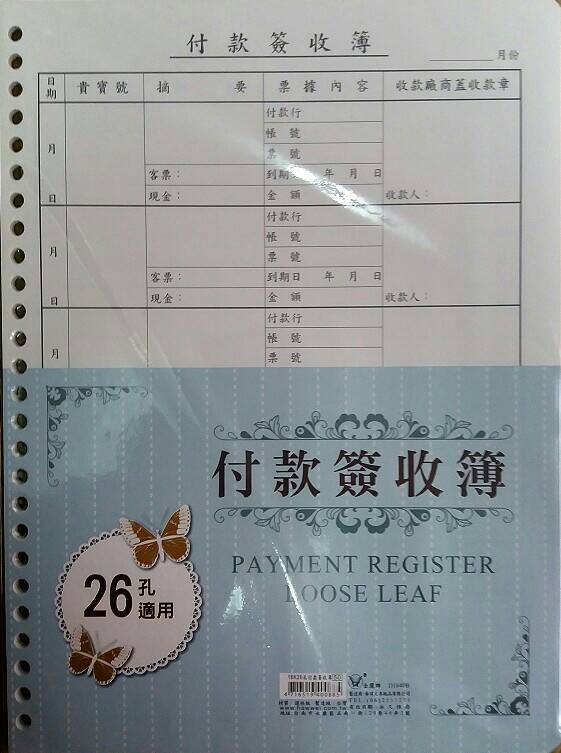 付款簽收簿
月份
日期 貴寶號 摘要 票據內容 收款廠商蓋收款章
付款行
帳號
月 票號
客票： 到期日 年 月 日
日 現金： 金額 收款人：
付款行
帳號
月 票號
客票： 到期日 年 月 日
日 現金： 金額 收款人：
付款行
帳號
月 票號
付款簽收簿
PAYMENT REGISTER
LOOSE LEAF
26孔適用